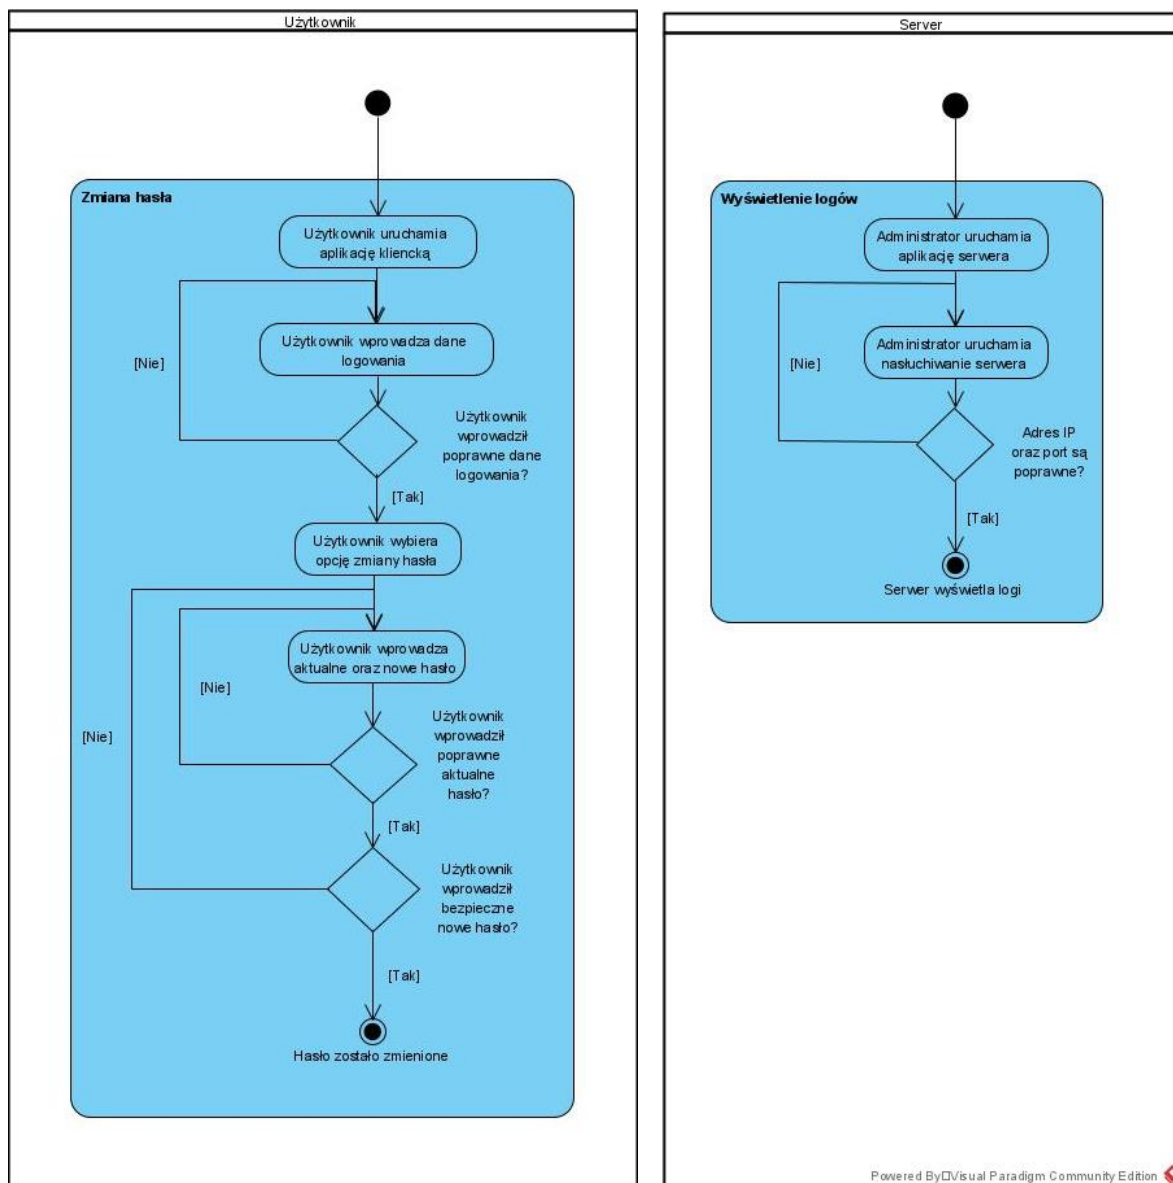 Użytkownik
Zmiana hasła
Użytkownik uruchamia
aplikację kliencką
Użytkownik wprowadza dane
logowania
[Nie]
Użytkownik
wprowadził
poprawne dane
logowania?
[Tak]
Użytkownik wybiera
opcję zmiany hasła
Użytkownik wprowadza
aktualne oraz nowe hasło
[Nie]
[Nie]
Użytkownik
wprowadził
poprawne
aktualne
hasło?
[Tak]
Użytkownik
wprowadził
bezpieczne
nowe hasło?
[Tak]
Hasło zostało zmienione
Server
Wyświetlenie logów
Administrator uruchamia
aplikację serwera
Administrator uruchamia
nasłuchiwanie serwera
[Nie]
Adres IP
oraz port są
poprawne?
[Tak]
Serwer wyświetla logi
Powered By□Visual Paradigm Community Edition